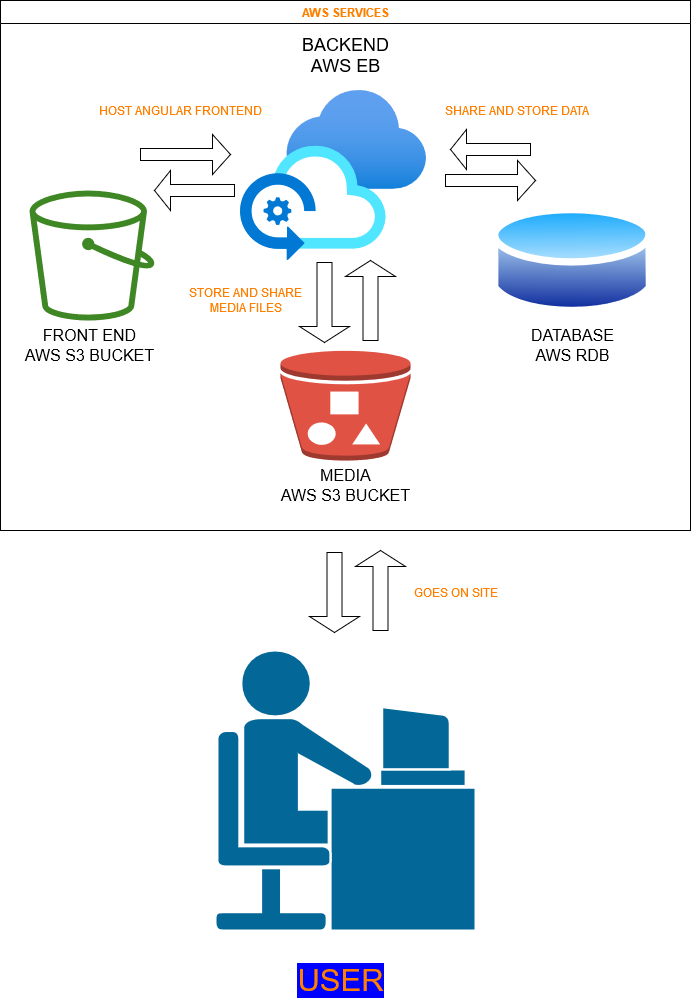 AWS SERVICES
BACKEND
AWS EB
HOST ANGULAR FRONTEND
SHARE AND STORE DATA
STORE AND SHARE
MEDIA FILES
FRONT END
AWS S3 BUCKET
DATABASE
AWS RDB
MEDIA
AWS S3 BUCKET
GOES ON SITE
USER